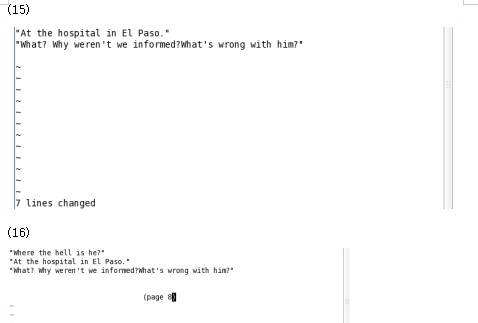 (15)
"At the hospital in El Paso."
"What? Why weren't we informed?What's wrong with him?"
~
~
~
~
~
~
~
~
~
~
~
~
7 lines changed
(16)
"Where the hell is he?"
"At the hospital in El Paso."
"What? Why weren't we informed?What's wrong with him?"
(page 8)
~
~